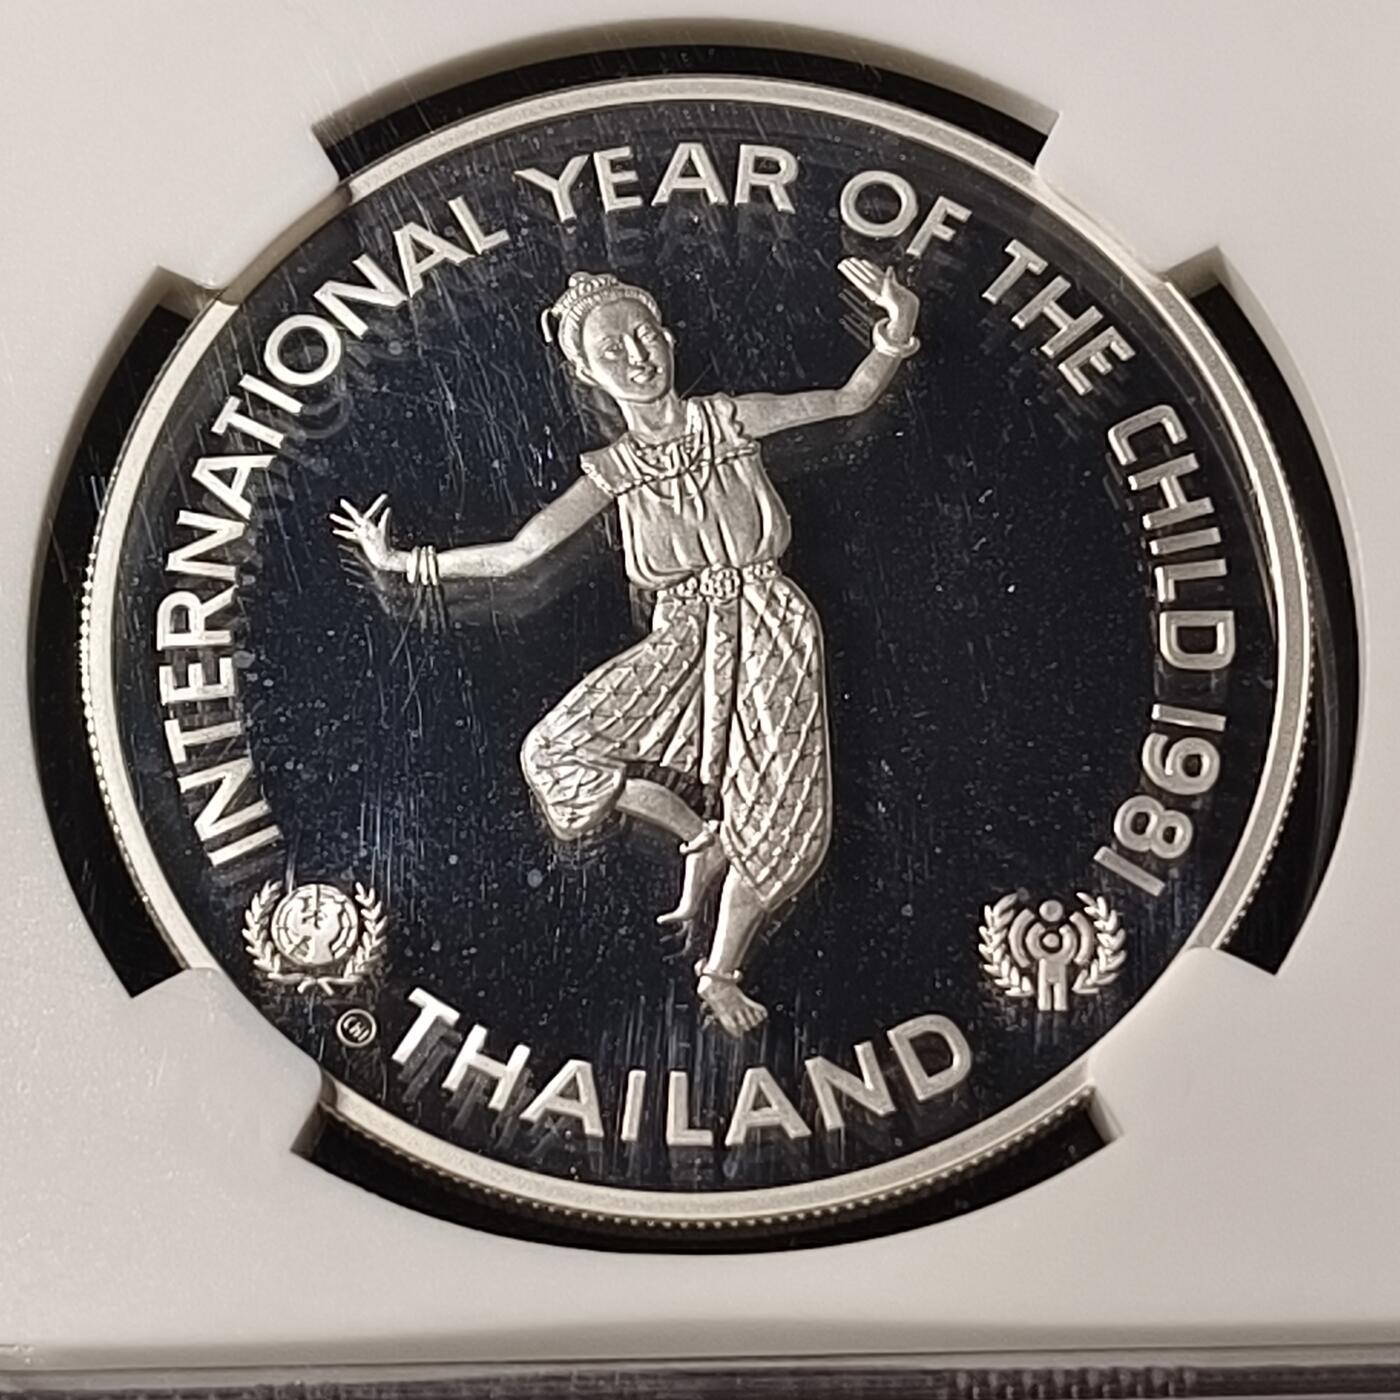 INTERNATIONAL YEAR OF THE CHILD 1981
THAILAND